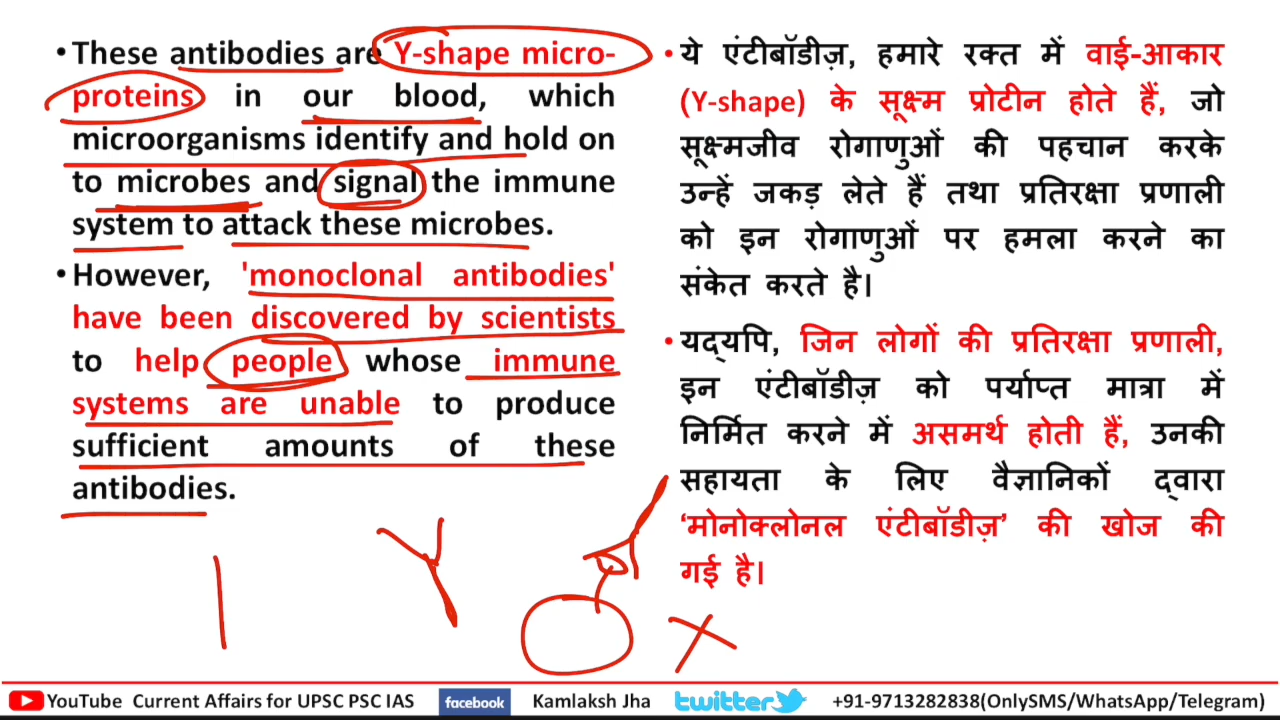 • These antibodies are Y-shape micro-
proteins in our blood, which
microorganisms identify and hold on
to microbes and signal the immune
system to attack these microbes.
• However, 'monoclonal antibodies'
have been discovered by scientists
to help people whose immune
systems are unable to produce
sufficient amounts of these
antibodies.
• ये एंटीबॉडीज़, हमारे रक्त में वाई-आकार
(Y-shape) के सूक्ष्म प्रोटीन होते हैं, जो
सूक्ष्मजीव रोगाणुओं की पहचान करके
उन्हें जकड़ लेते हैं तथा प्रतिरक्षा प्रणाली
को इन रोगाणुओं पर हमला करने का
संकेत करते है।
• यद्यपि, जिन लोगों की प्रतिरक्षा प्रणाली,
इन एंटीबॉडीज़ को पर्याप्त मात्रा में
निर्मित करने में असमर्थ होती हैं, उनकी
सहायता के लिए वैज्ञानिकों द्वारा
‘मोनोक्लोनल एंटीबॉडीज़’ की खोज की
गई है।
YouTube Current Affairs for UPSC PSC IAS facebook Kamlaksh Jha twitter +91-9713282838(OnlySMS/WhatsApp/Telegram)